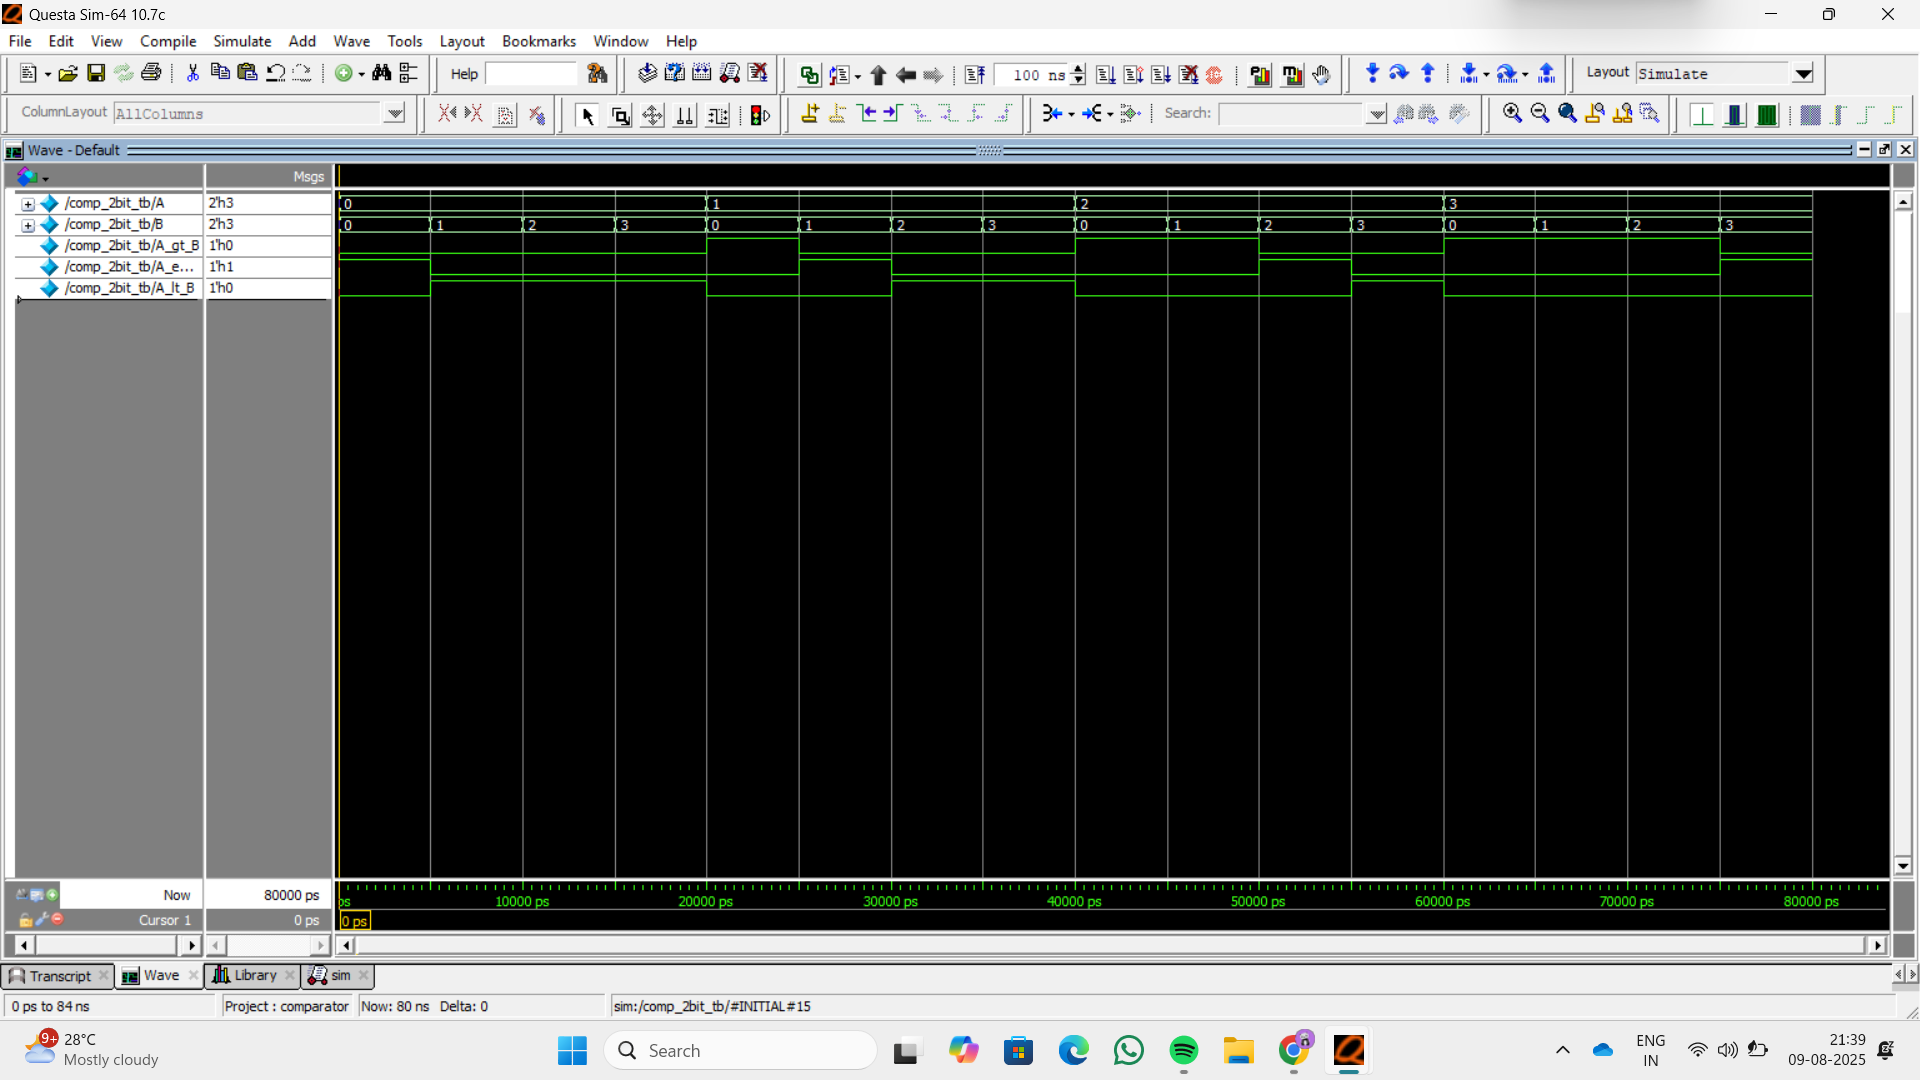 Questa Sim-64 10.7c
File Edit View Compile Simulate Add Wave Tools Layout Bookmarks Window Help
Help 100 ns Layout Simulate
ColumnLayout AllColumns Search:
Wave - Default
Msgs
/comp_2bit_tb/A 2'h3 0 1 2 3
/comp_2bit_tb/B 2'h3 0 1 2 3 0 1 2 3 0 1 2 3 0 1 2 3
/comp_2bit_tb/A_gt_B 1'h0
/comp_2bit_tb/A_e... 1'h1
/comp_2bit_tb/A_lt_B 1'h0
Now 80000 ps ps 10000 ps 20000 ps 30000 ps 40000 ps 50000 ps 60000 ps 70000 ps 80000 ps
Cursor 1 0 ps 0 ps
Transcript Wave Library sim
0 ps to 84 ns Project : comparator Now: 80 ns Delta: 0 sim:/comp_2bit_tb/#INITIAL#15
9+ 28°C Mostly cloudy
Search
ENG IN
21:39
09-08-2025